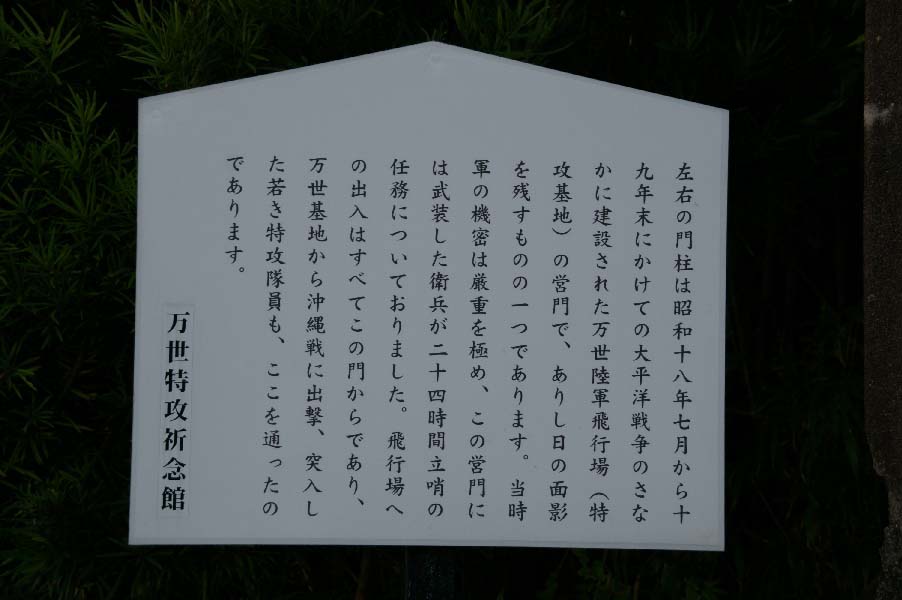 左右の門柱は昭和十八年七月から十
九年末にかけての大平洋戦争のさな
かに建設された万世陸軍飛行場（特
攻基地）の営門で、ありし日の面影
を残すものの一つであります。当時
軍の機密は厳重を極め、この営門に
は武装した衛兵が二十四時間立哨の
任務についておりました。飛行場へ
の出入はすべてこの門からであり、
万世基地から沖縄戦に出撃、突入し
た若き特攻隊員も、ここを通ったの
であります。
万世特攻祈念館